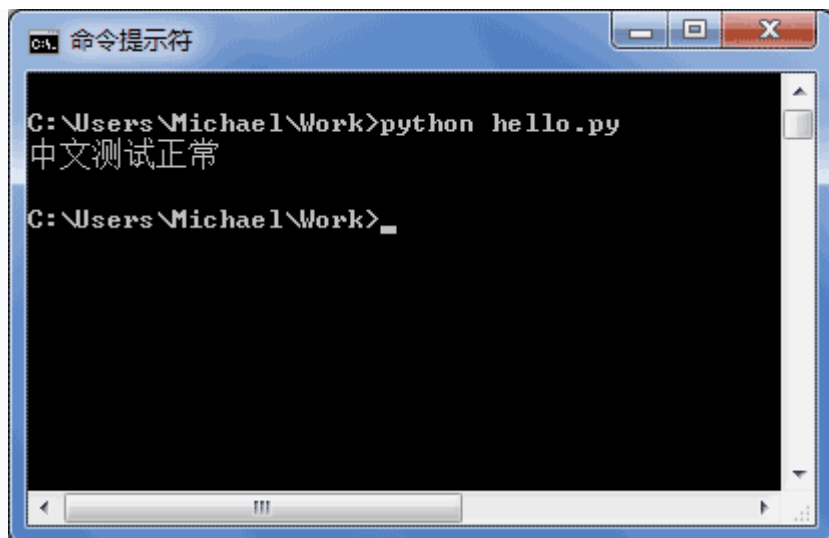 命令提示符
C:\Users\Michael\Work>python hello.py
中文测试正常
C:\Users\Michael\Work>